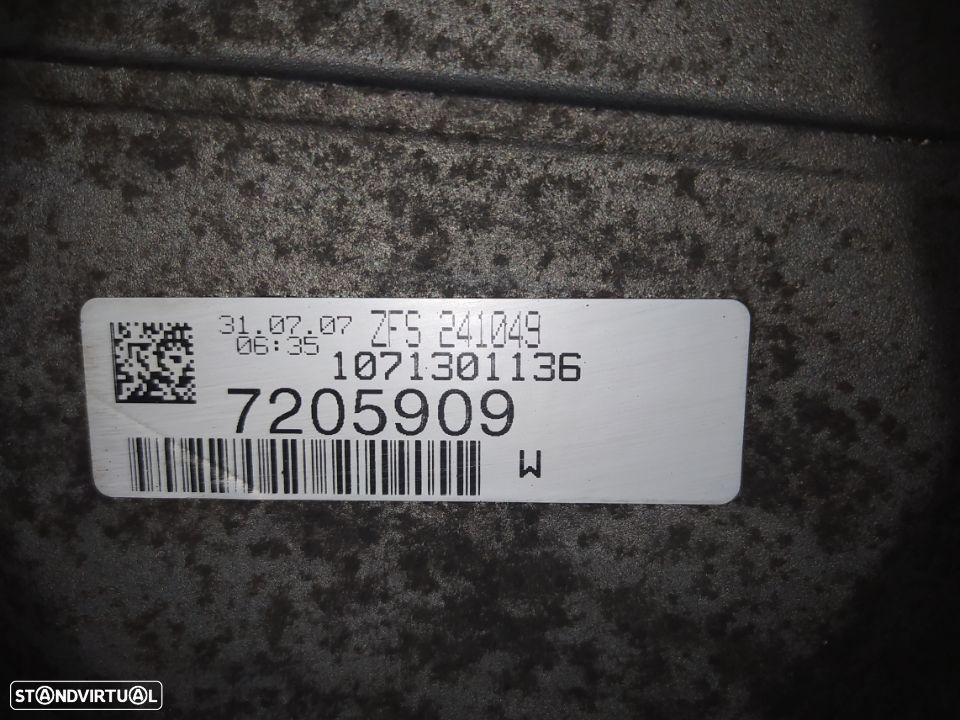 31.07.07 ZFS 241049
06:35
1071301136
7205909
W
STANDVIRTUAL